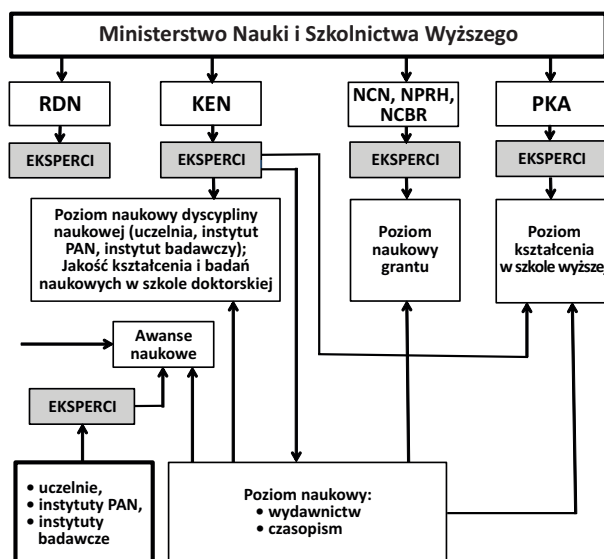 Ministerstwo Nauki i Szkolnictwa Wyższego
RDN
KEN
NCN, NPRH,
NCBR
PKA
EKSPERCI
EKSPERCI
EKSPERCI
EKSPERCI
Poziom naukowy dyscypliny
naukowej (uczelnia, instytut
PAN, instytut badawczy);
Jakość kształcenia i badań
naukowych w szkole doktorskiej
Poziom
naukowy
grantu
Poziom
kształcenia
w szkole wyższej
Awanse
naukowe
EKSPERCI
• uczelnie,
• instytuty PAN,
• instytuty
badawcze
Poziom naukowy:
• wydawnictw
• czasopism